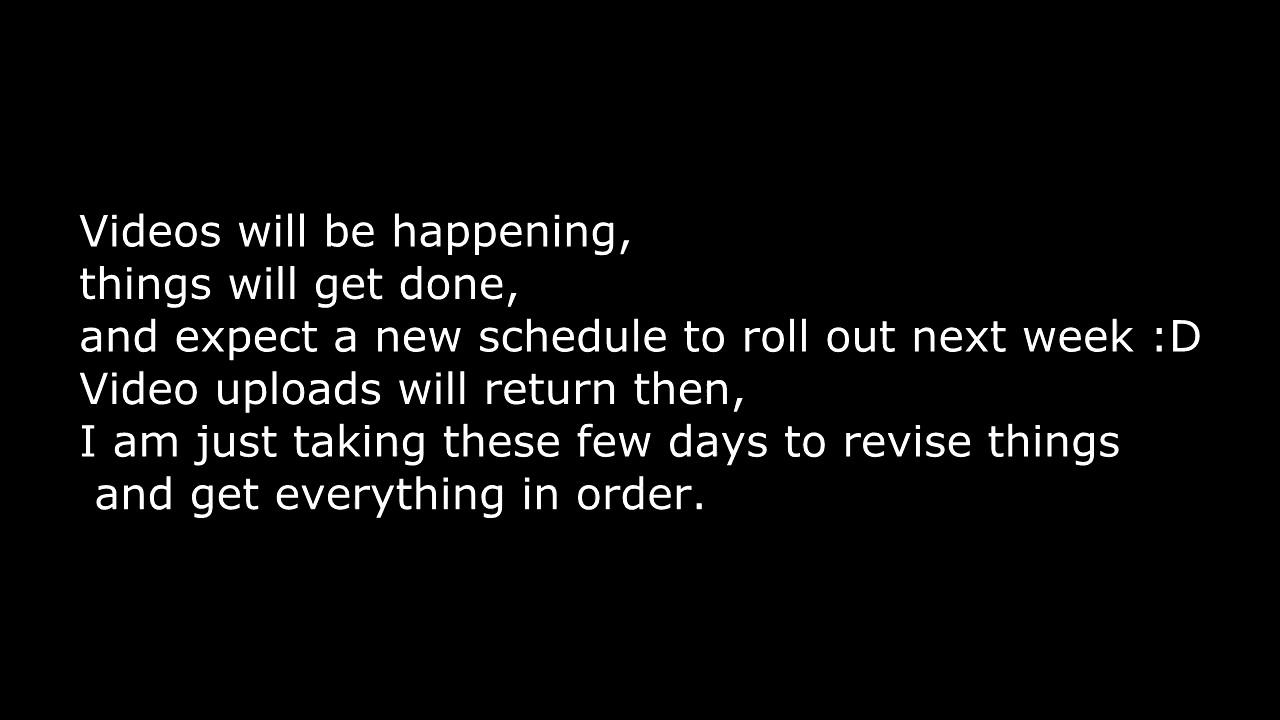 Videos will be happening,
things will get done,
and expect a new schedule to roll out next week :D
Video uploads will return then,
I am just taking these few days to revise things
and get everything in order.